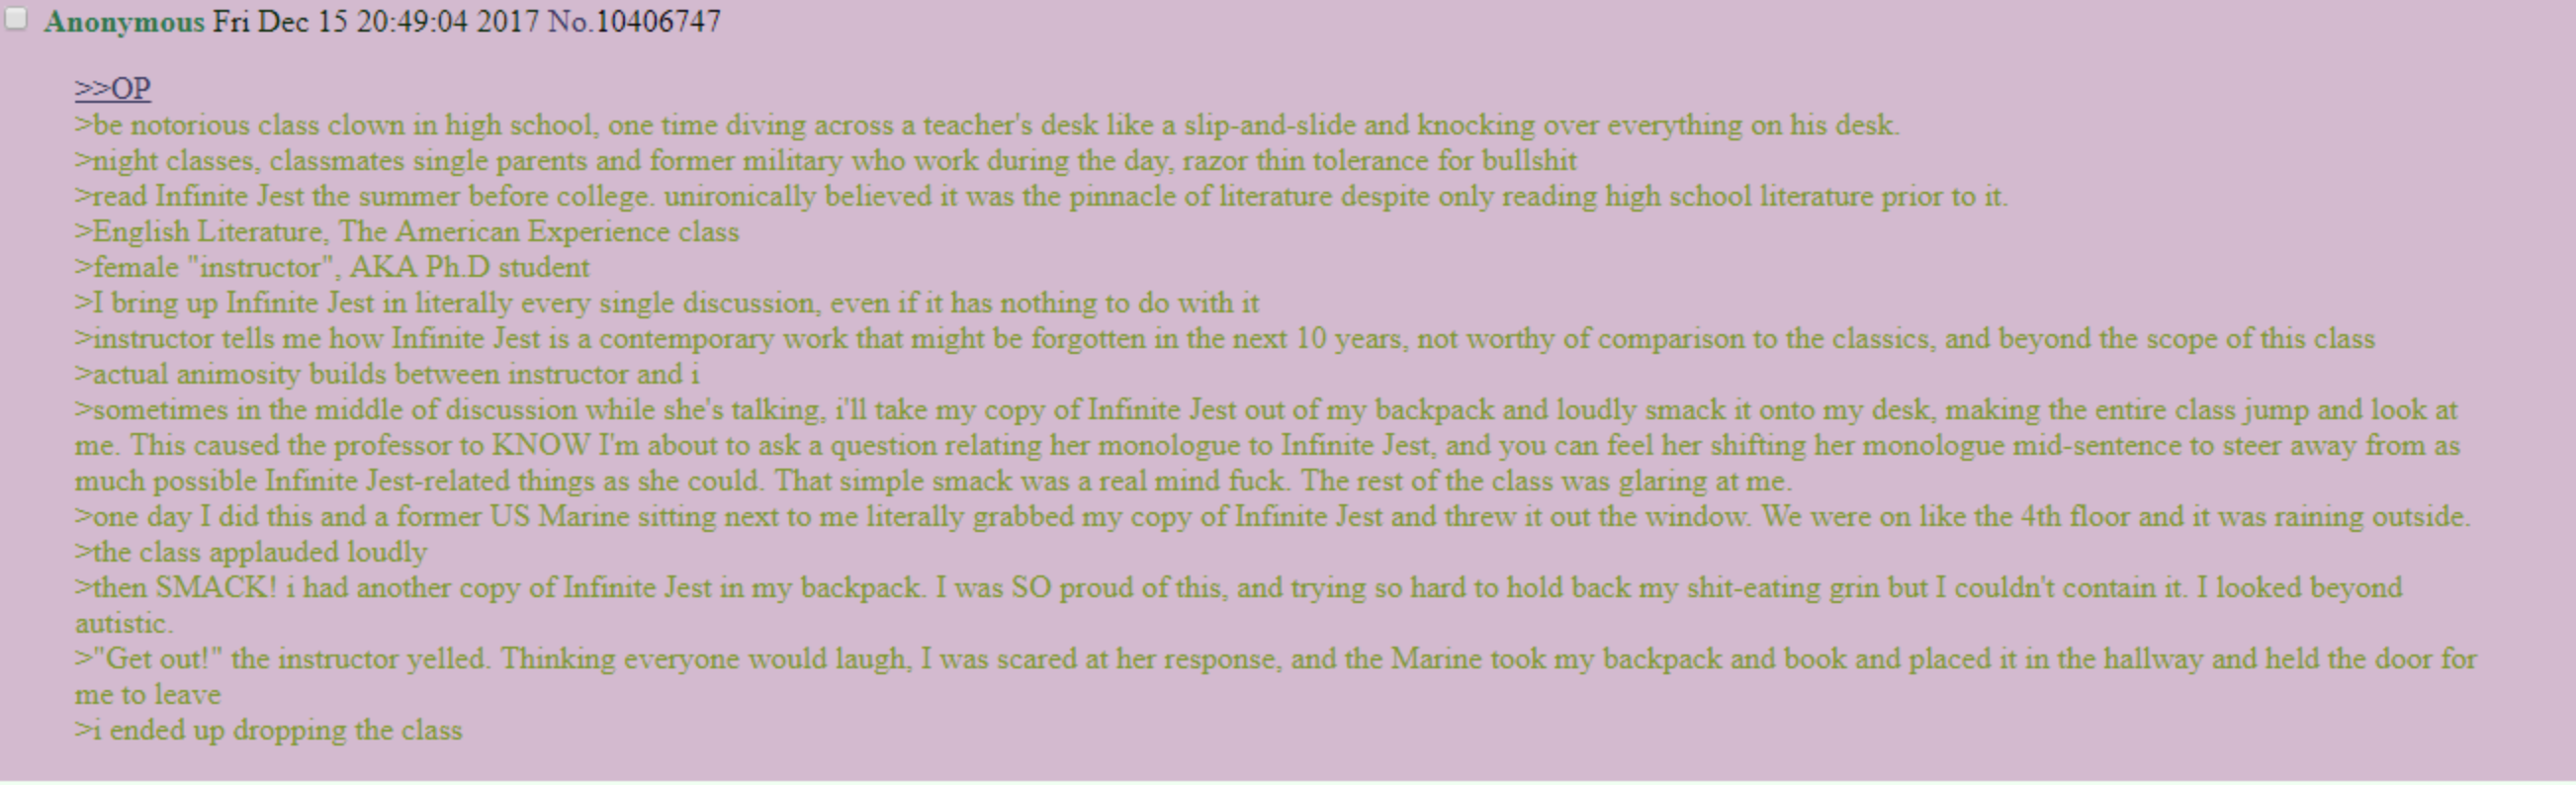 Anonymous Fri Dec 15 20:49:04 2017 No.10406747
>>OP
>be notorious class clown in high school, one time diving across a teacher's desk like a slip-and-slide and knocking over everything on his desk.
>night classes, classmates single parents and former military who work during the day, razor thin tolerance for bullshit
>read Infinite Jest the summer before college. unironically believed it was the pinnacle of literature despite only reading high school literature prior to it.
>English Literature, The American Experience class
>female "instructor", AKA Ph.D student
>I bring up Infinite Jest in literally every single discussion, even if it has nothing to do with it
>instructor tells me how Infinite Jest is a contemporary work that might be forgotten in the next 10 years, not worthy of comparison to the classics, and beyond the scope of this class
>actual animosity builds between instructor and i
>sometimes in the middle of discussion while she's talking, i'll take my copy of Infinite Jest out of my backpack and loudly smack it onto my desk, making the entire class jump and look at
me. This caused the professor to KNOW I'm about to ask a question relating her monologue to Infinite Jest, and you can feel her shifting her monologue mid-sentence to steer away from as
much possible Infinite Jest-related things as she could. That simple smack was a real mind fuck. The rest of the class was glaring at me.
>one day I did this and a former US Marine sitting next to me literally grabbed my copy of Infinite Jest and threw it out the window. We were on like the 4th floor and it was raining outside.
>the class applauded loudly
>then SMACK! i had another copy of Infinite Jest in my backpack. I was SO proud of this, and trying so hard to hold back my shit-eating grin but I couldn't contain it. I looked beyond
autistic.
>"Get out!" the instructor yelled. Thinking everyone would laugh, I was scared at her response, and the Marine took my backpack and book and placed it in the hallway and held the door for
me to leave
>i ended up dropping the class